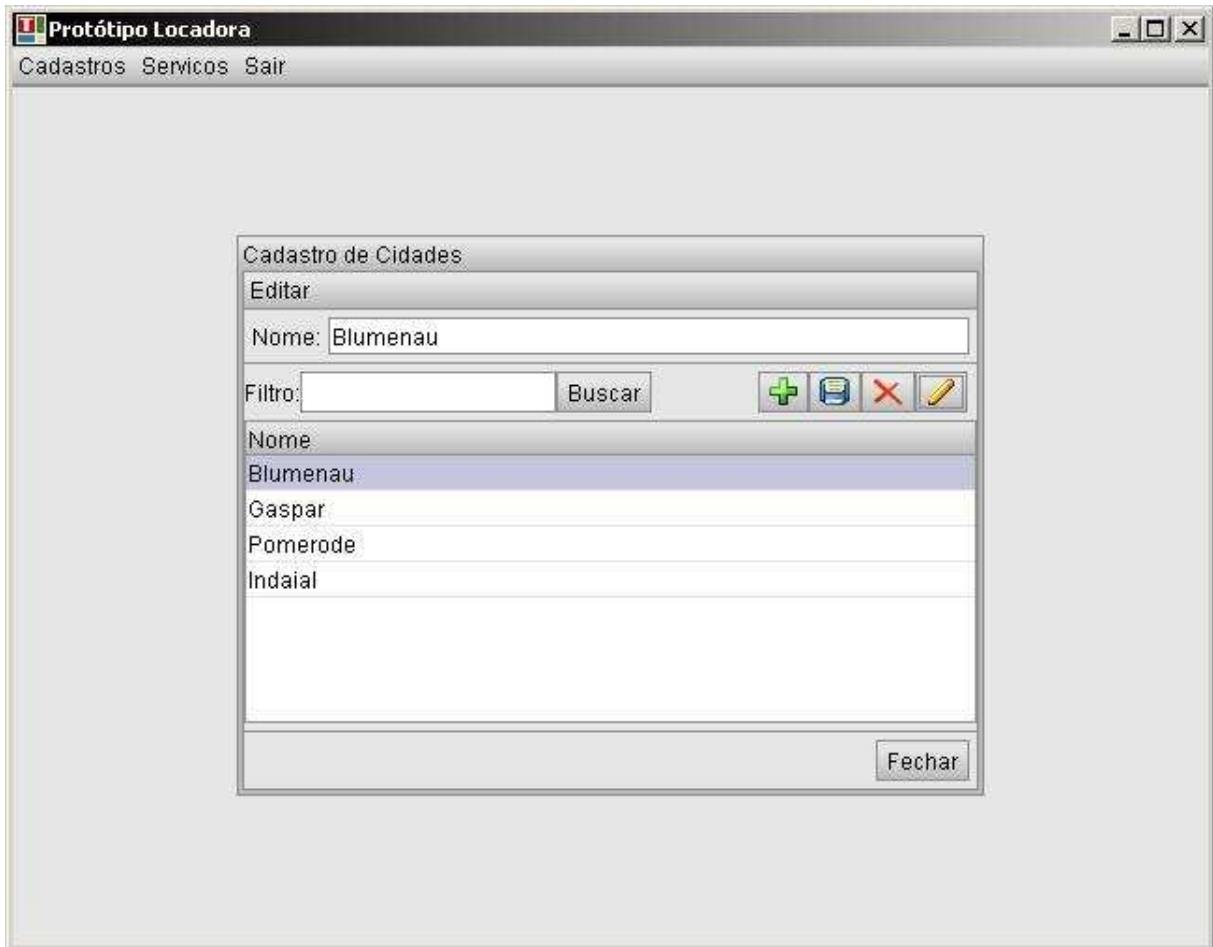 Protótipo Locadora
Cadastros Servicos Sair
Cadastro de Cidades
Editar
Nome: Blumenau
Filtro: Buscar
Nome
Blumenau
Gaspar
Pomerode
Indaial
Fechar